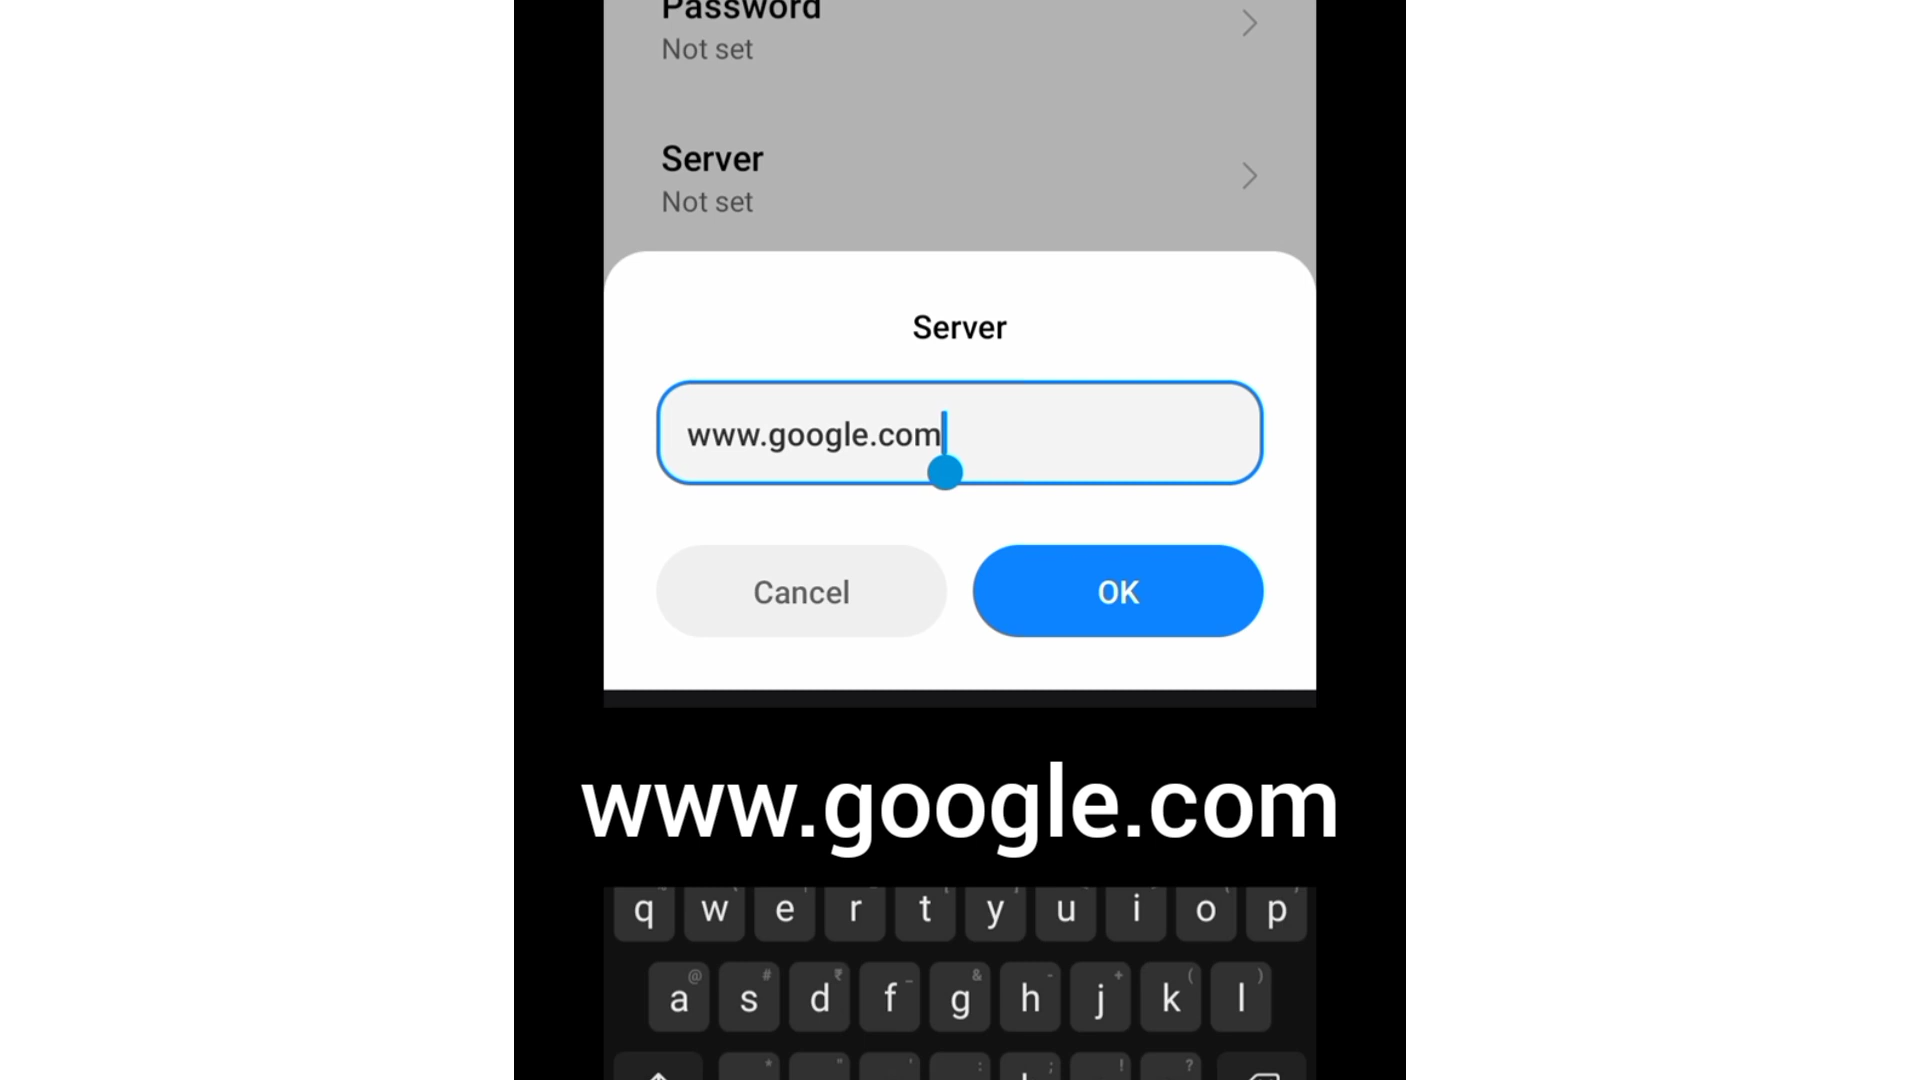 Password
Not set
Server
Not set
Server
www.google.com
Cancel
OK
www.google.com
q w e r t y u i o p
@ # ₹ _ & - + ( )
a s d f g h j k l
* " ' : ; ! ?